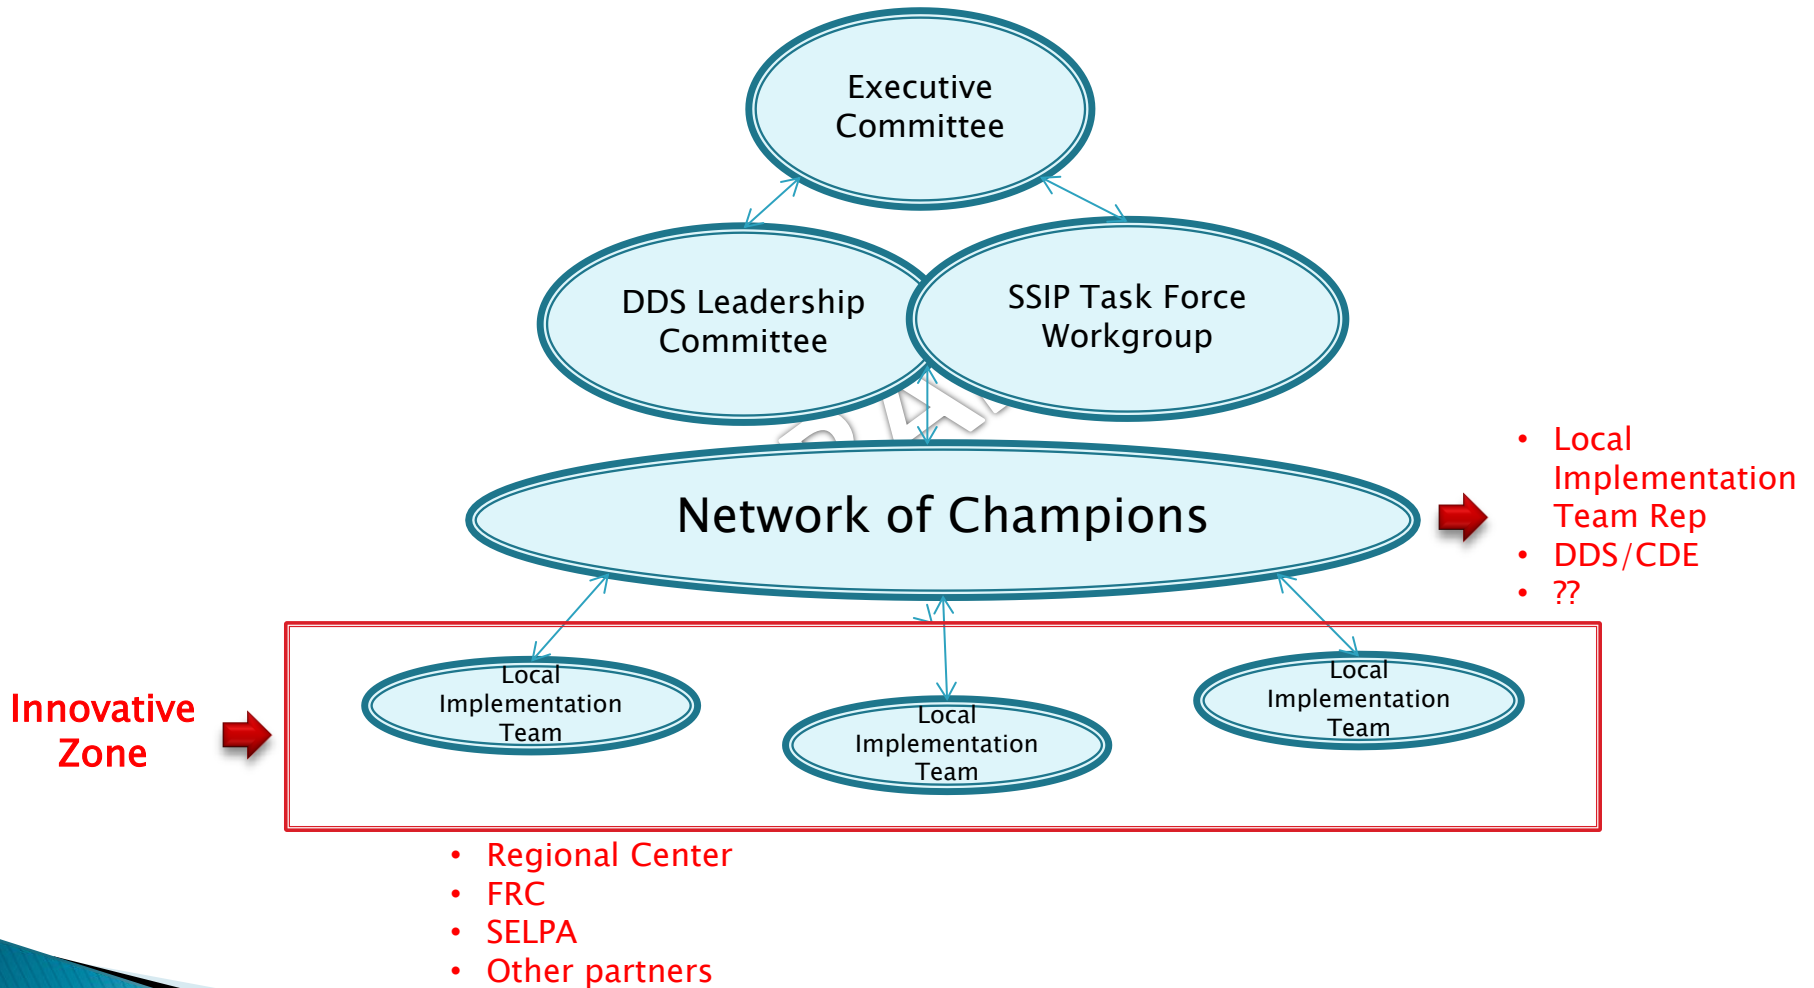 Executive
Committee
DDS Leadership
Committee
SSIP Task Force
Workgroup
Network of Champions
• Local
Implementation
Team Rep
• DDS/CDE
• ??
Innovative
Zone
Local
Implementation
Team
Local
Implementation
Team
Local
Implementation
Team
• Regional Center
• FRC
• SELPA
• Other partners